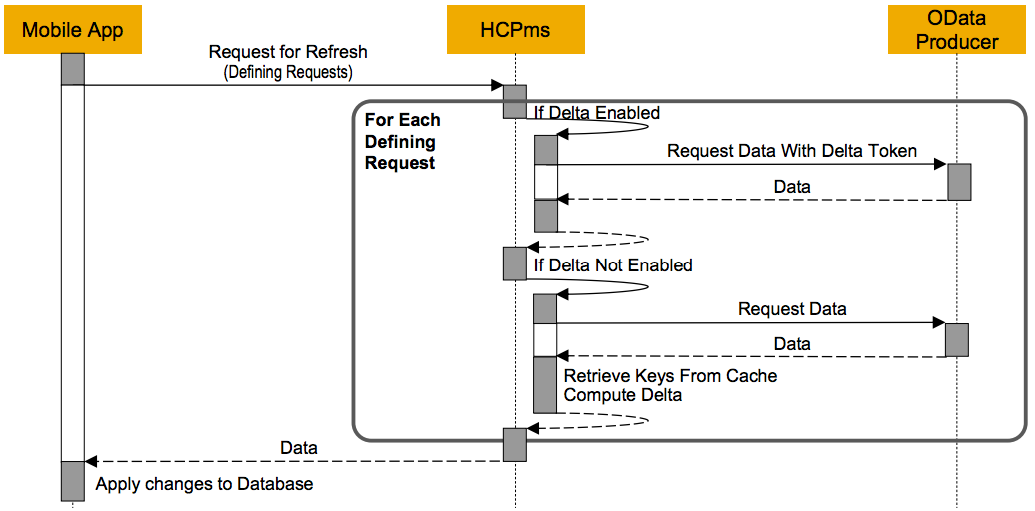 Mobile App
HCPms
OData
Producer
Request for Refresh
(Defining Requests)
For Each
Defining
Request
If Delta Enabled
Request Data With Delta Token
Data
If Delta Not Enabled
Request Data
Data
Retrieve Keys From Cache
Compute Delta
Data
Apply changes to Database